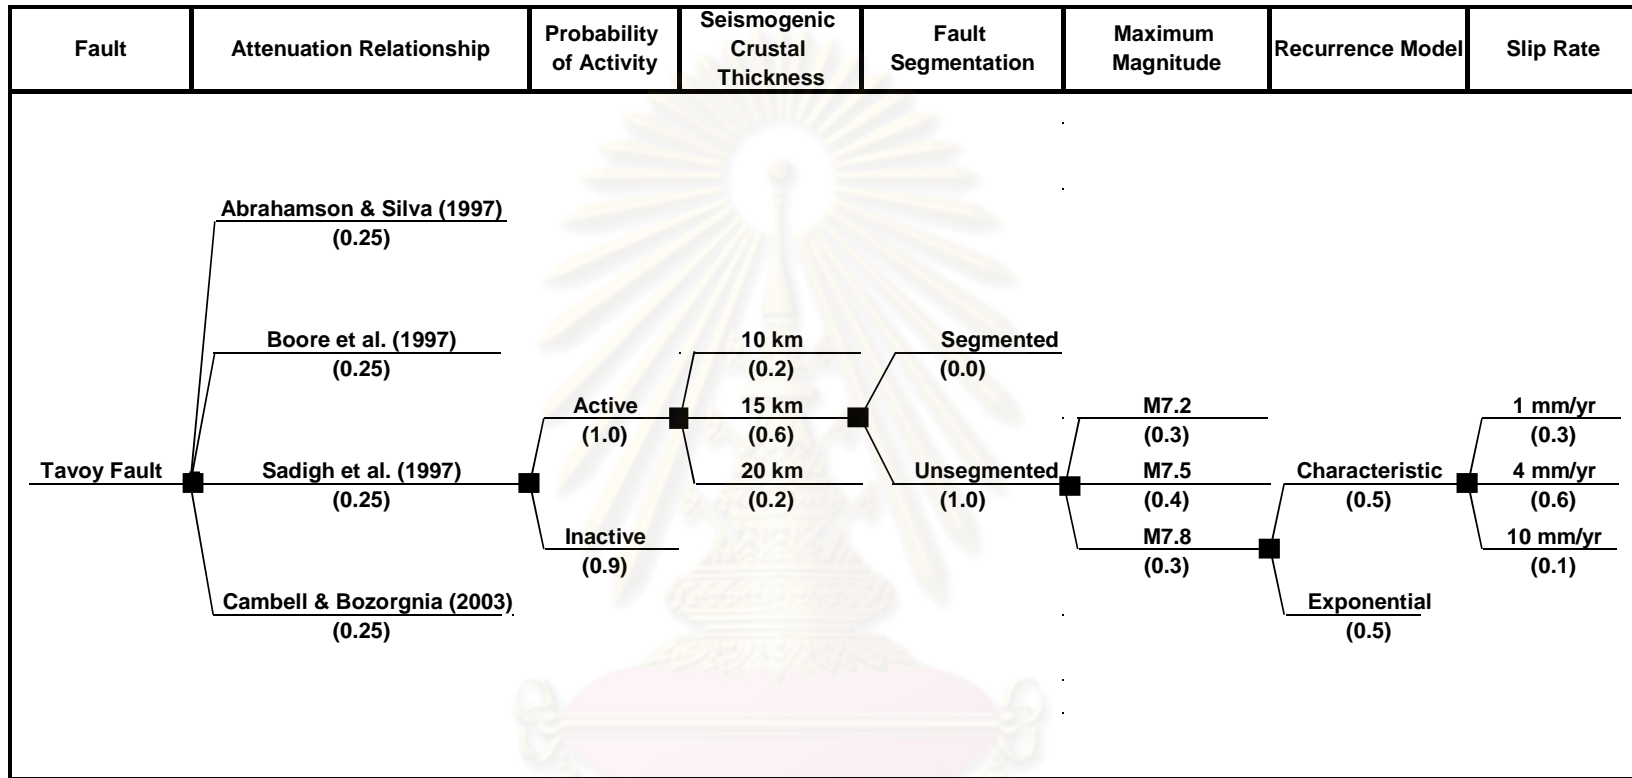 Fault
Attenuation Relationship
Probability
of Activity
Seismogenic
Crustal
Thickness
Fault
Segmentation
Maximum
Magnitude
Recurrence Model
Slip Rate
Tavoy Fault
Abrahamson & Silva (1997)
(0.25)
Boore et al. (1997)
(0.25)
Sadigh et al. (1997)
(0.25)
Cambell & Bozorgnia (2003)
(0.25)
Active
(1.0)
Inactive
(0.9)
10 km
(0.2)
15 km
(0.6)
20 km
(0.2)
Segmented
(0.0)
Unsegmented
(1.0)
M7.2
(0.3)
M7.5
(0.4)
M7.8
(0.3)
Characteristic
(0.5)
Exponential
(0.5)
1 mm/yr
(0.3)
4 mm/yr
(0.6)
10 mm/yr
(0.1)